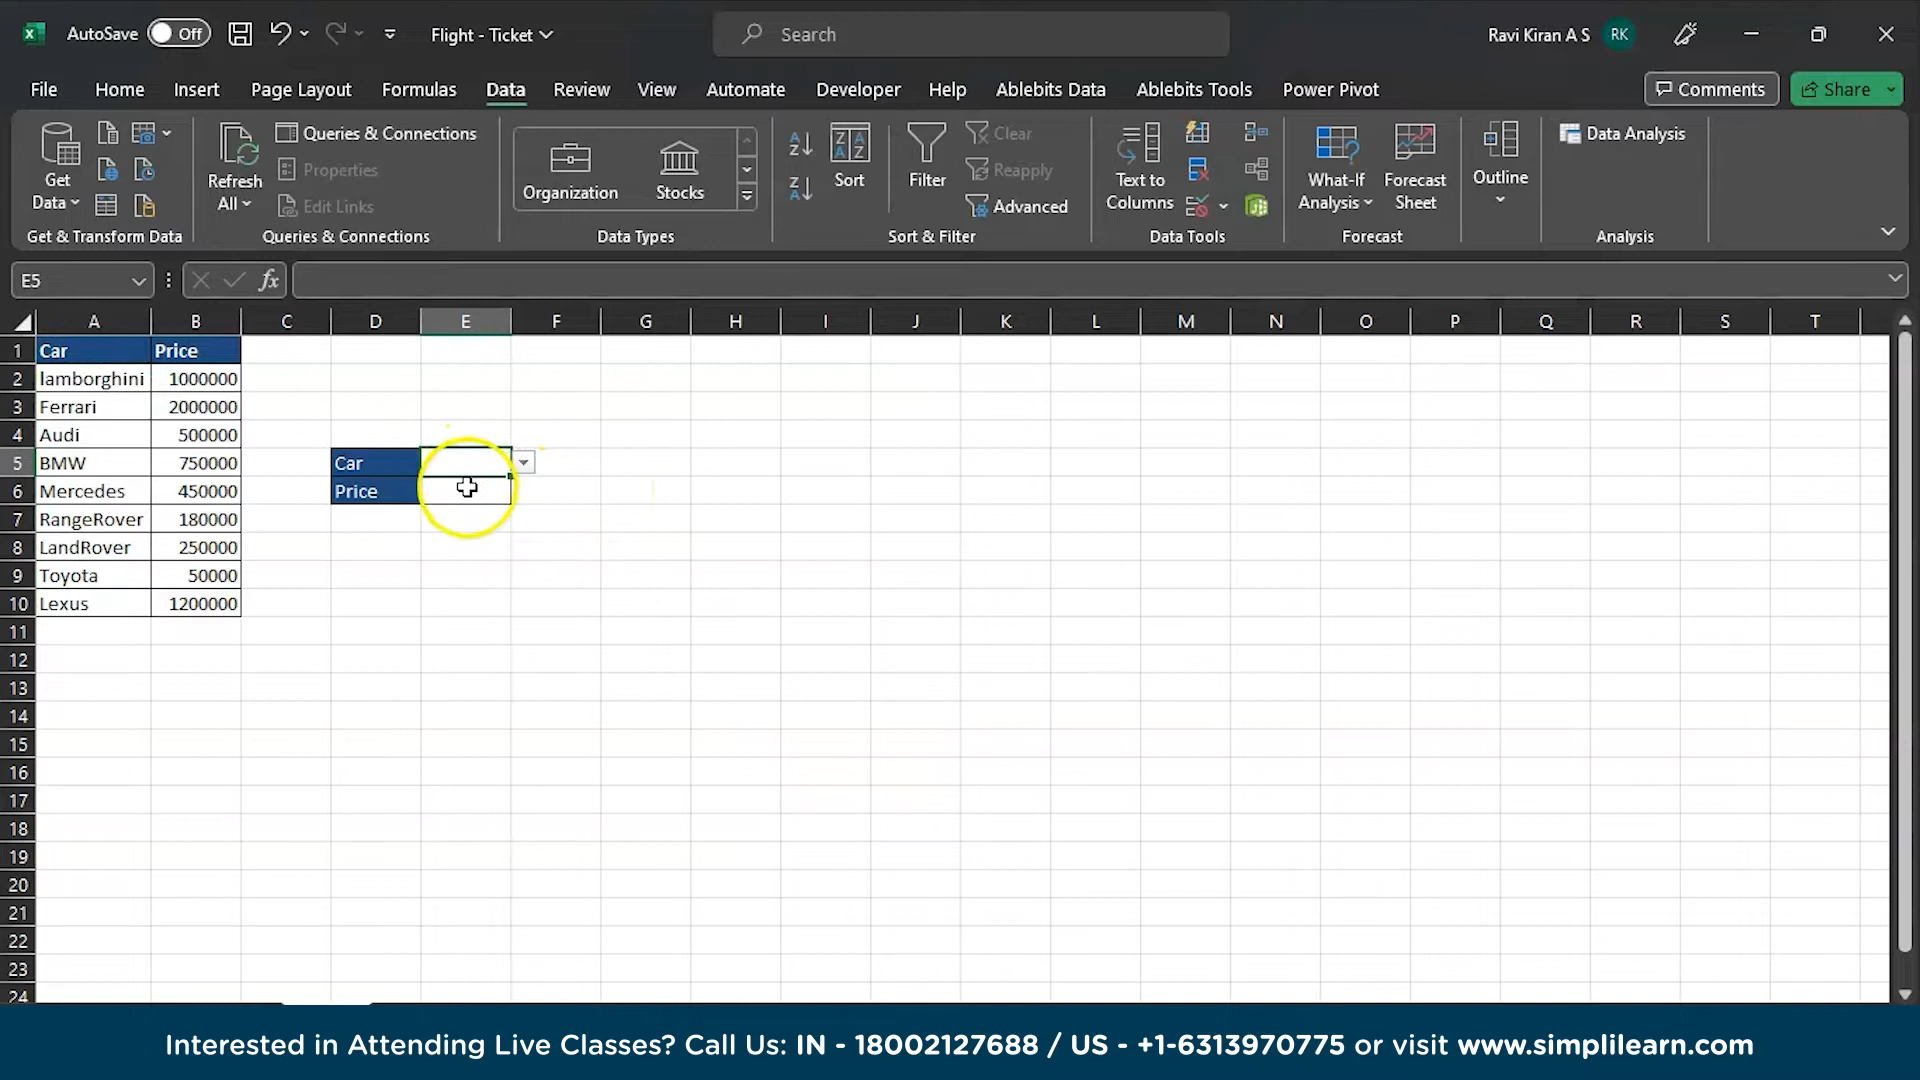 AutoSave Off Flight - Ticket Search Ravi Kiran A S RK
File Home Insert Page Layout Formulas Data Review View Automate Developer Help Ablebits Data Ablebits Tools Power Pivot Comments Share
Get Data
Refresh All
Queries & Connections
Properties
Edit Links
Organization Stocks
Sort
Filter
Clear
Reapply
Advanced
Text to Columns
What-If Analysis
Forecast Sheet
Outline
Data Analysis
Get & Transform Data Queries & Connections Data Types Sort & Filter Data Tools Forecast Analysis
E5 fx
A B C D E F G H I J K L M N O P Q R S T
1 Car Price
2 lamborghini 1000000
3 Ferrari 2000000
4 Audi 500000
5 BMW 750000 Car
6 Mercedes 450000 Price
7 RangeRover 180000
8 LandRover 250000
9 Toyota 50000
10 Lexus 1200000
11
12
13
14
15
16
17
18
19
20
21
22
23
24
Interested in Attending Live Classes? Call Us: IN - 18002127688 / US - +1-6313970775 or visit www.simplilearn.com